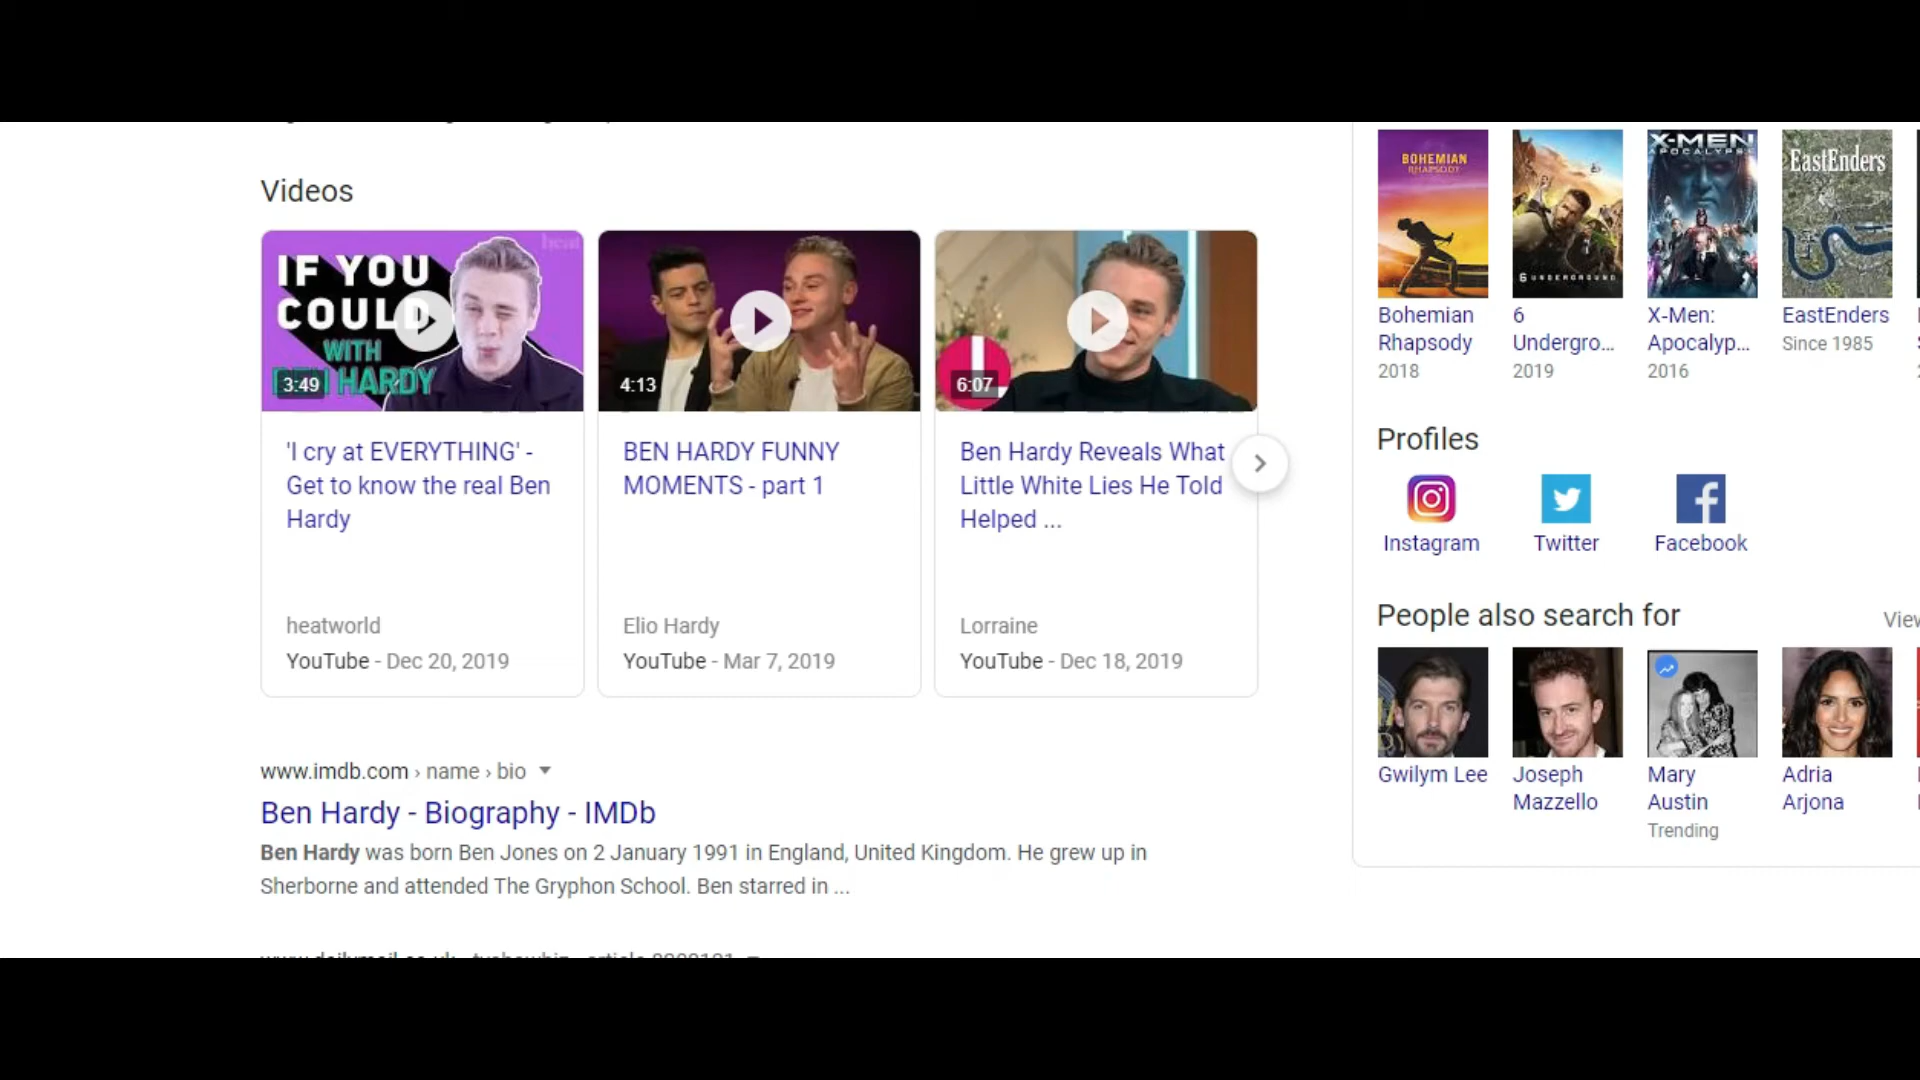 Videos
heat
IF YOU
COULD
WITH
HARDY
3:49
4:13
6:07
'I cry at EVERYTHING' -
Get to know the real Ben
Hardy
BEN HARDY FUNNY
MOMENTS - part 1
Ben Hardy Reveals What
Little White Lies He Told
Helped ...
heatworld
YouTube - Dec 20, 2019
Elio Hardy
YouTube - Mar 7, 2019
Lorraine
YouTube - Dec 18, 2019
www.imdb.com › name › bio
Ben Hardy - Biography - IMDb
Ben Hardy was born Ben Jones on 2 January 1991 in England, United Kingdom. He grew up in
Sherborne and attended The Gryphon School. Ben starred in ...
BOHEMIAN
RHAPSODY
6 UNDERGROUND
X-MEN
APOCALYPSE
EastEnders
Bohemian
Rhapsody
2018
6
Undergro...
2019
X-Men:
Apocalyp...
2016
EastEnders
Since 1985
Profiles
Instagram
Twitter
Facebook
People also search for
View
Gwilym Lee
Joseph
Mazzello
Mary
Austin
Trending
Adria
Arjona